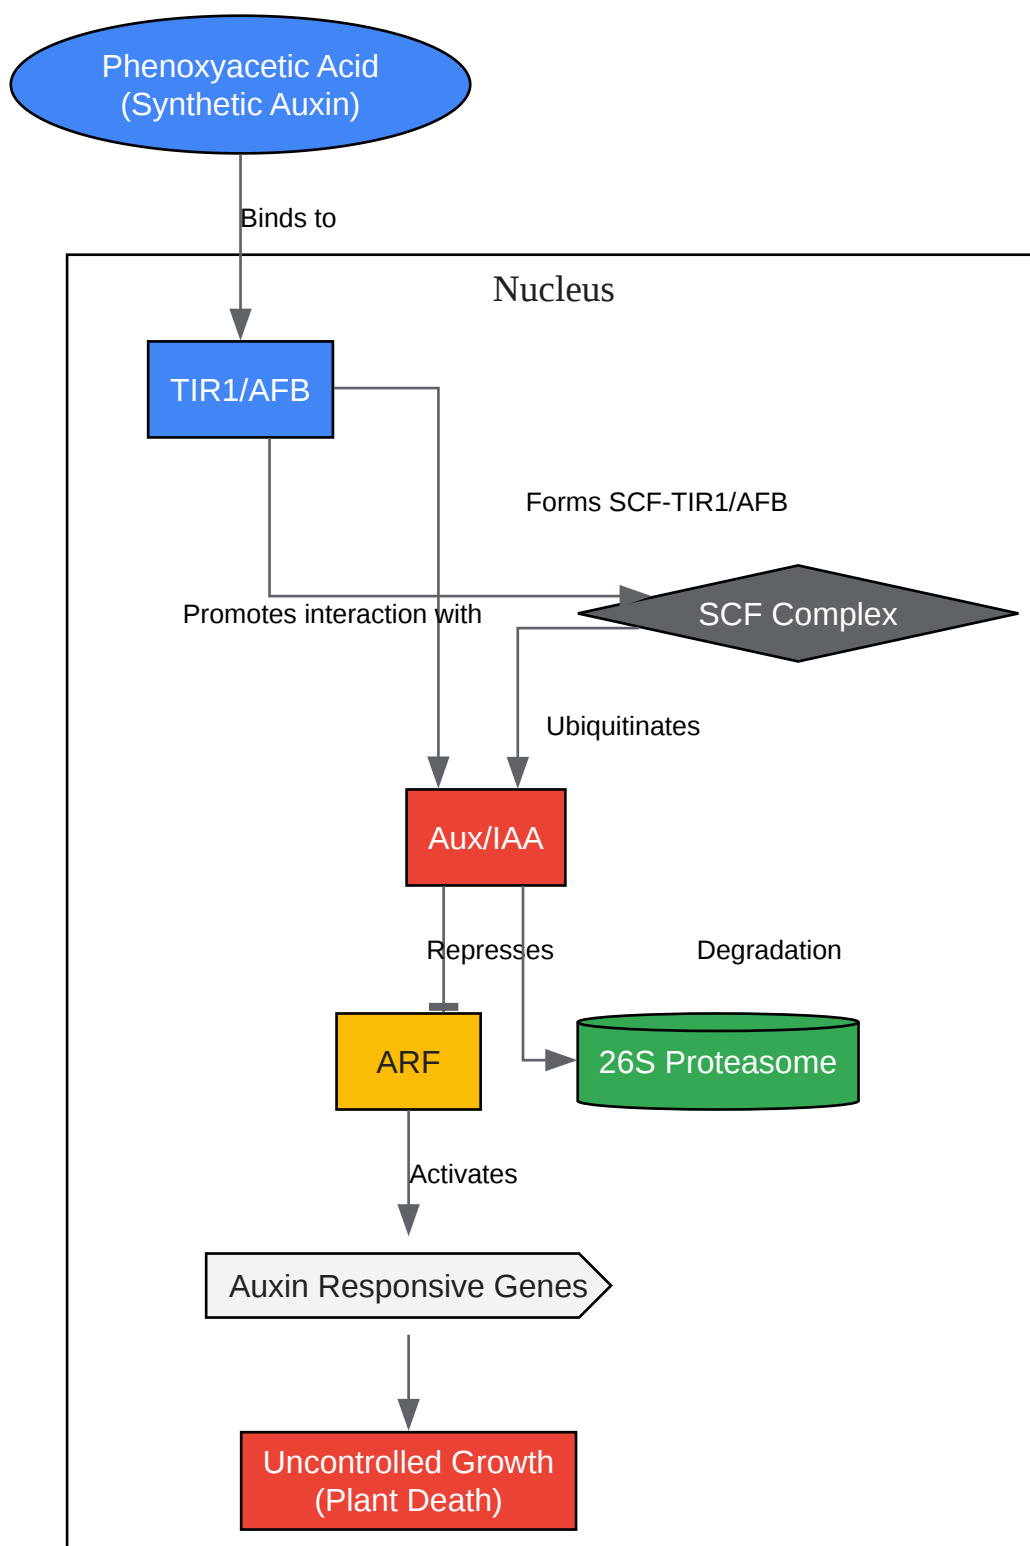 Phenoxyacetic Acid
(Synthetic Auxin)
Binds to
Nucleus
TIR1/AFB
Forms SCF-TIR1/AFB
Promotes interaction with
SCF Complex
Ubiquitinates
Aux/IAA
Represses
Degradation
ARF
26S Proteasome
Activates
Auxin Responsive Genes
Uncontrolled Growth
(Plant Death)